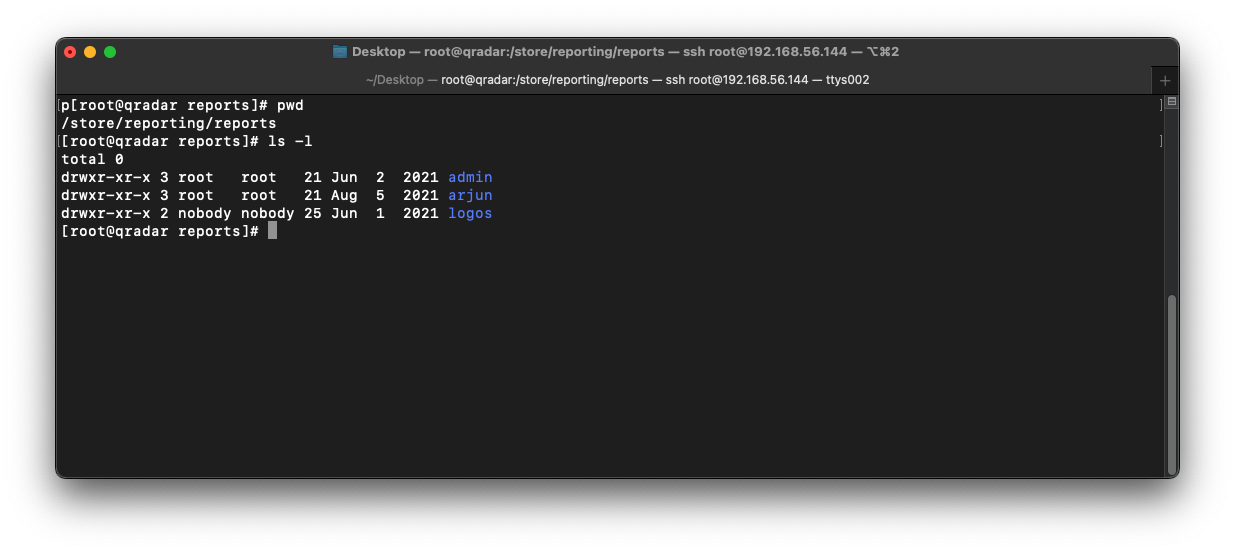 Desktop — root@qradar:/store/reporting/reports — ssh root@192.168.56.144 — ⌥⌘2
~/Desktop — root@qradar:/store/reporting/reports — ssh root@192.168.56.144 — ttys002 +
[p[root@qradar reports]# pwd ]
/store/reporting/reports
[[root@qradar reports]# ls -l ]
total 0
drwxr-xr-x 3 root   root   21 Jun  2  2021 admin
drwxr-xr-x 3 root   root   21 Aug  5  2021 arjun
drwxr-xr-x 2 nobody nobody 25 Jun  1  2021 logos
[root@qradar reports]#